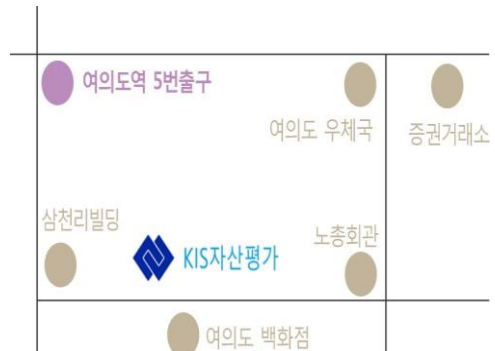 여의도역 5번출구
여의도 우체국
증권거래소
삼천리빌딩
노총회관
KIS자산평가
여의도 백화점